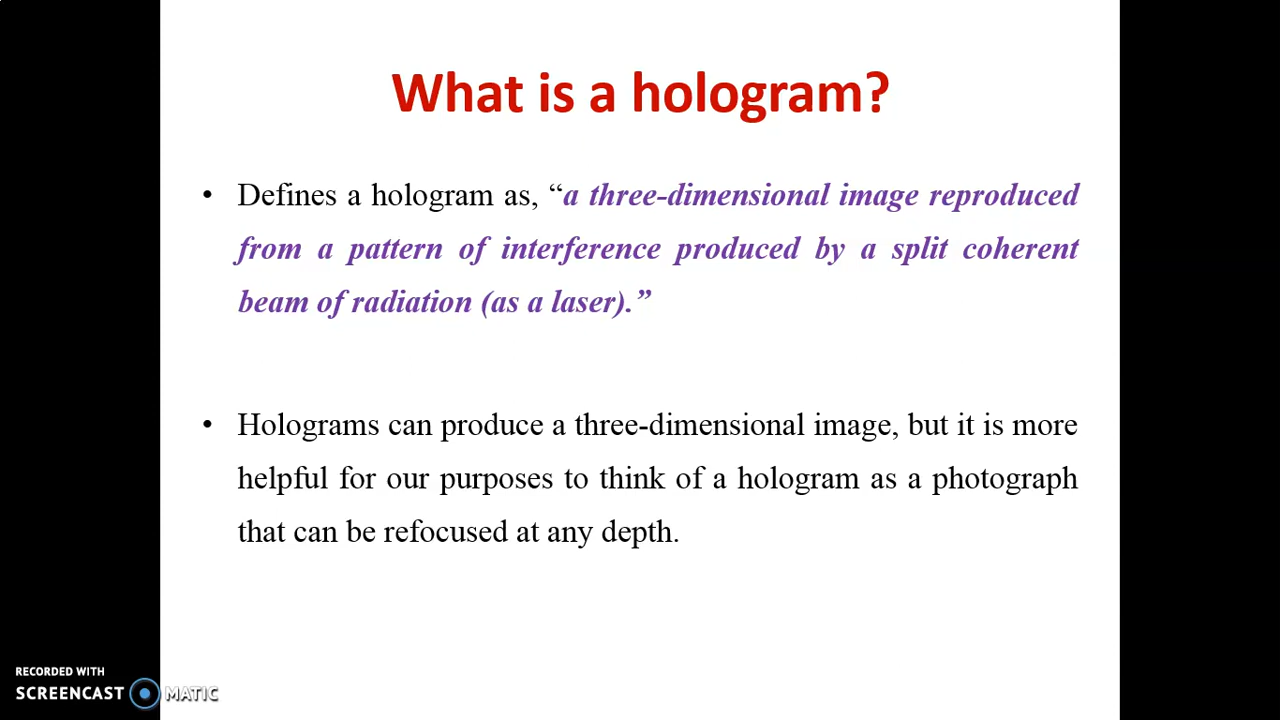 What is a hologram?
• Defines a hologram as, “a three-dimensional image reproduced
from a pattern of interference produced by a split coherent
beam of radiation (as a laser).”
• Holograms can produce a three-dimensional image, but it is more
helpful for our purposes to think of a hologram as a photograph
that can be refocused at any depth.
RECORDED WITH
SCREENCAST MATIC